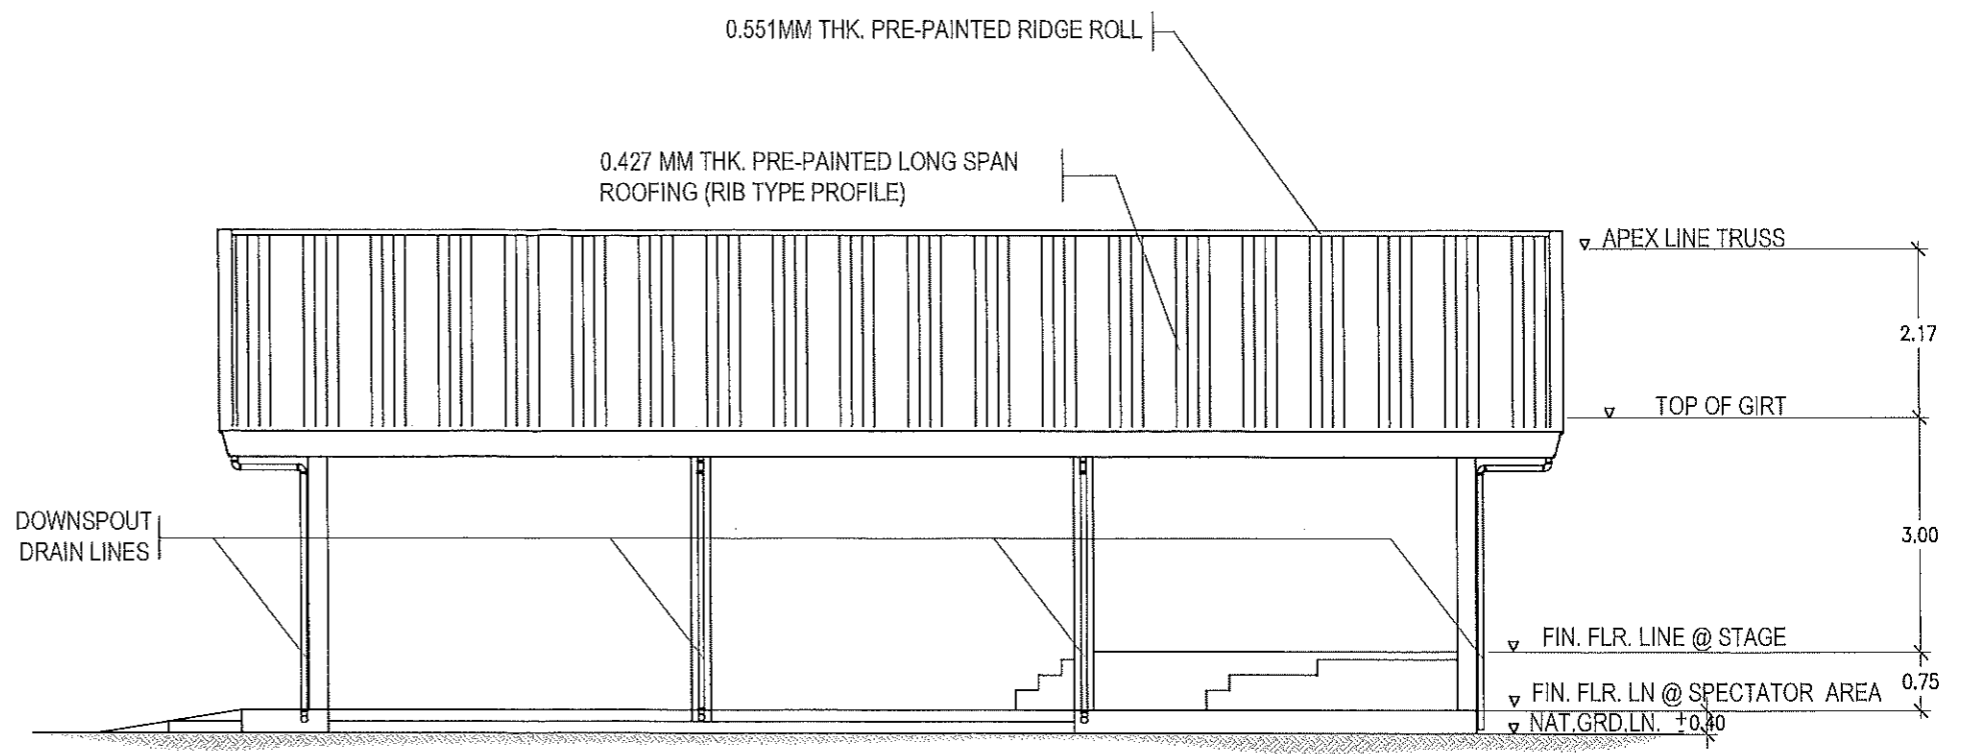 0.551MM THK. PRE-PAINTED RIDGE ROLL
0.427 MM THK. PRE-PAINTED LONG SPAN
ROOFING (RIB TYPE PROFILE)
APEX LINE TRUSS
2.17
TOP OF GIRT
3.00
DOWNSPOUT
DRAIN LINES
FIN. FLR. LINE @ STAGE
0.75
FIN. FLR. LN @ SPECTATOR AREA
NAT.GRD.LN. ±0.40